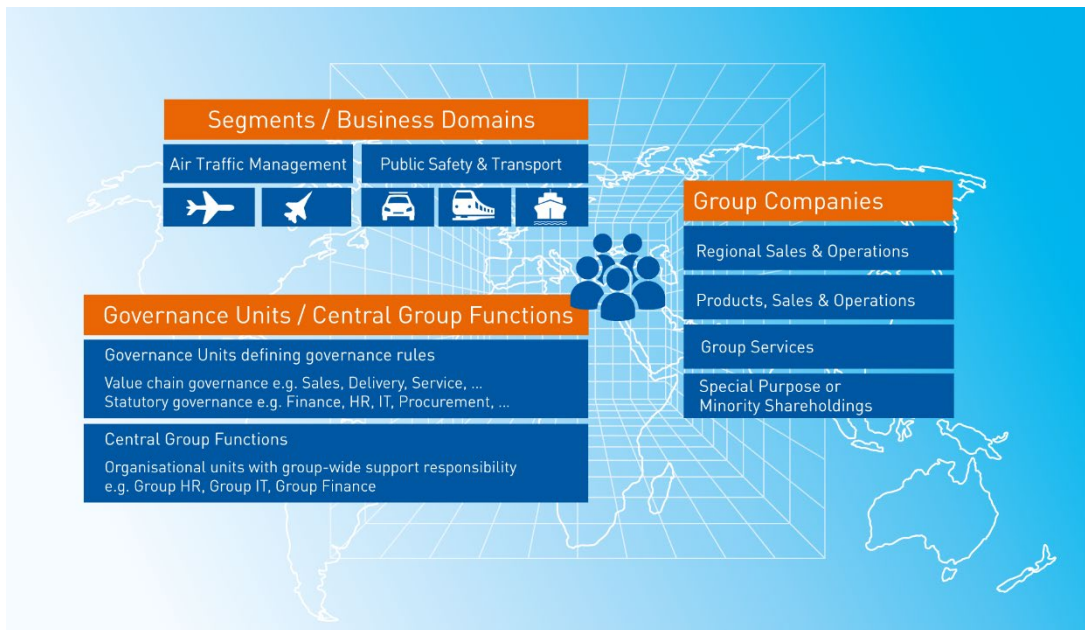 Segments / Business Domains
Air Traffic Management
Public Safety & Transport
Governance Units / Central Group Functions
Governance Units defining governance rules
Value chain governance e.g. Sales, Delivery, Service, ...
Statutory governance e.g. Finance, HR, IT, Procurement, ...
Central Group Functions
Organisational units with group-wide support responsibility
e.g. Group HR, Group IT, Group Finance
Group Companies
Regional Sales & Operations
Products, Sales & Operations
Group Services
Special Purpose or
Minority Shareholdings